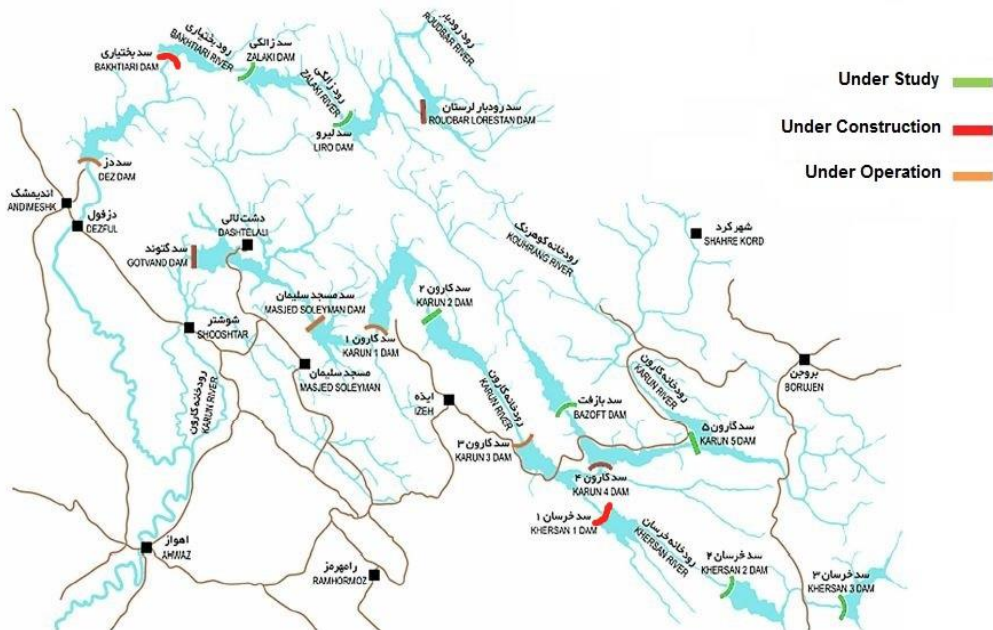 Under Study
Under Construction
Under Operation
رود رودبار
ROUDBAR RIVER
سد بختیاری
BAKHTIARI DAM
رود بختیاری
BAKHTIARI RIVER
سد زالکی
ZALAKI DAM
رود زالکی
ZALAKI RIVER
سد لیرو
LIRO DAM
سد رودبار لرستان
ROUDBAR LORESTAN DAM
سد دز
DEZ DAM
اندیمشک
ANDIMESHK
دزفول
DEZFUL
دشت لالی
DASHTELALI
سد گتوند
GOTVAND DAM
رودخانه کوهرنگ
KOUHRANG RIVER
شهر کرد
SHAHRE KORD
سد مسجد سلیمان
MASJED SOLEYMAN DAM
سد کارون ۲
KARUN 2 DAM
سد کارون ۱
KARUN 1 DAM
شوشتر
SHOOSHTAR
مسجد سلیمان
MASJED SOLEYMAN
رودخانه کارون
KARUN RIVER
ایذه
IZEH
رودخانه کارون
KARUN RIVER
سد بازفت
BAZOFT DAM
رودخانه کارون
KARUN RIVER
بروجن
BORUJEN
سد کارون ۵
KARUN 5 DAM
سد کارون ۳
KARUN 3 DAM
سد کارون ۴
KARUN 4 DAM
سد خرسان ۱
KHERSAN 1 DAM
رودخانه خرسان
KHERSAN RIVER
سد خرسان ۲
KHERSAN 2 DAM
سد خرسان ۳
KHERSAN 3 DAM
اهواز
AHWAZ
رامهرمز
RAMHORMOZ